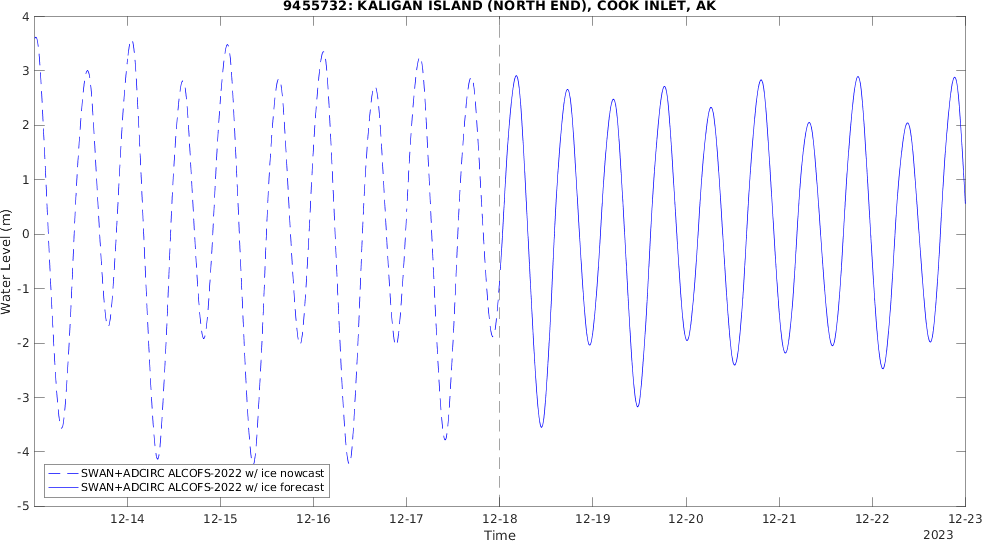 9455732: KALIGAN ISLAND (NORTH END), COOK INLET, AK
Water Level (m)
4
3
2
1
0
-1
-2
-3
-4
-5
SWAN+ADCIRC ALCOFS-2022 w/ ice nowcast
SWAN+ADCIRC ALCOFS-2022 w/ ice forecast
12-14 12-15 12-16 12-17 12-18 12-19 12-20 12-21 12-22 12-23
Time
2023